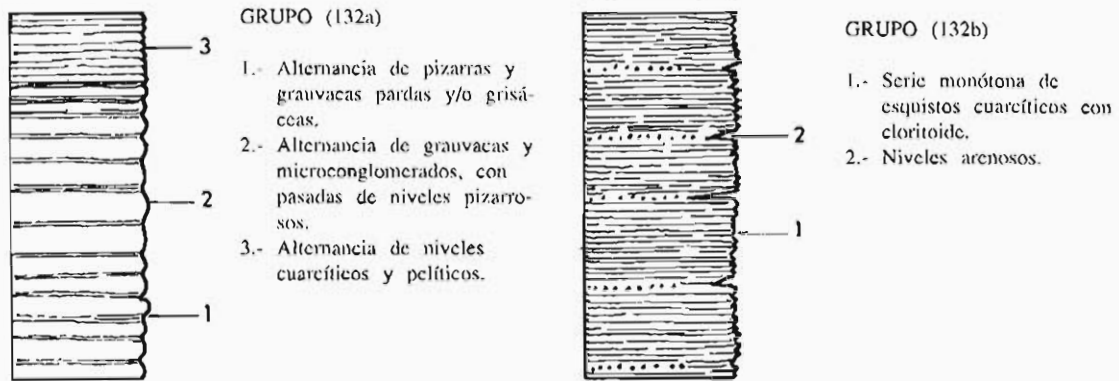 GRUPO (132a)
3
1.- Alternancia de pizarras y
grauvacas pardas y/o grisá-
ceas.
2.- Alternancia de grauvacas y
microconglomerados, con
pasadas de niveles pizarro-
sos.
3.- Alternancia de niveles
cuarcíticos y pelíticos.
2
1
GRUPO (132b)
1.- Serie monótona de
esquistos cuarcíticos con
cloritoide.
2.- Niveles arenosos.
2
1